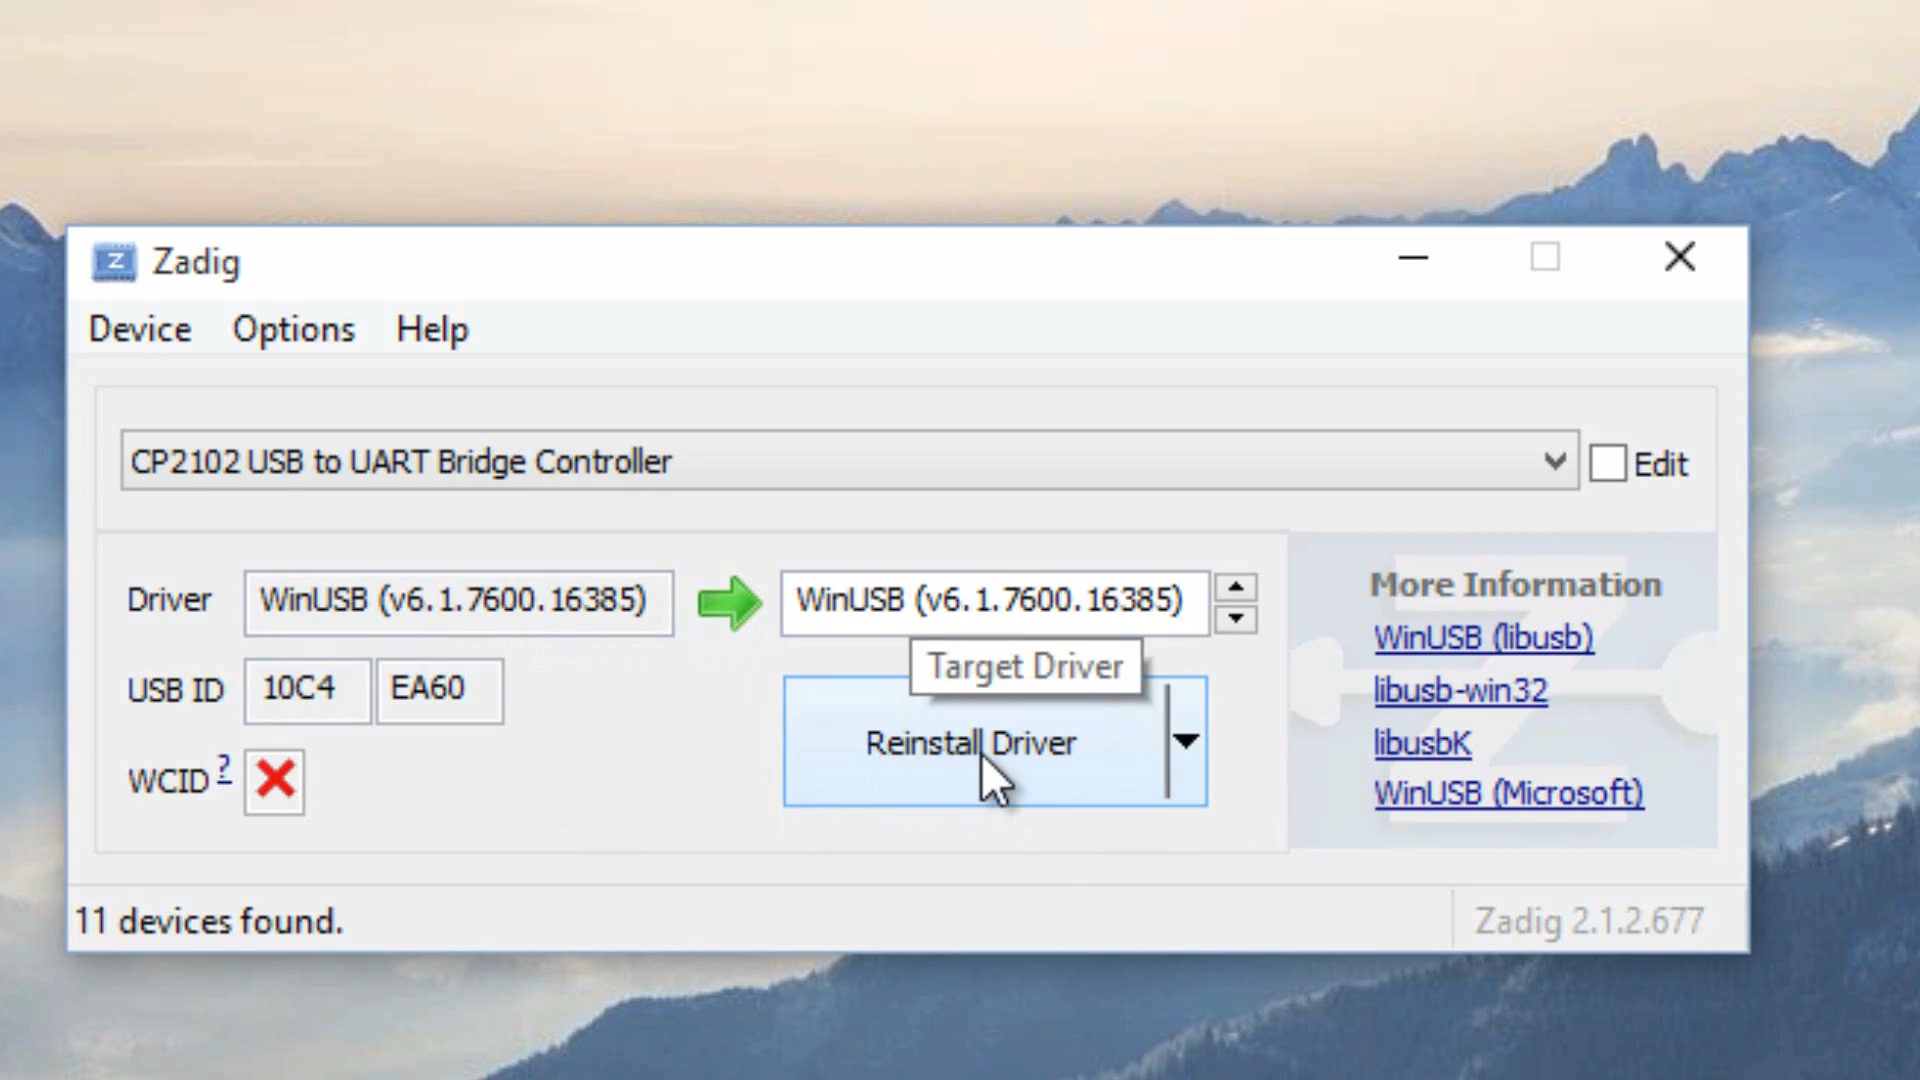 Z Zadig
Device Options Help
CP2102 USB to UART Bridge Controller
Edit
Driver WinUSB (v6.1.7600.16385) WinUSB (v6.1.7600.16385)
Target Driver
USB ID 10C4 EA60
Reinstall Driver
WCID ?
More Information
WinUSB (libusb)
libusb-win32
libusbK
WinUSB (Microsoft)
11 devices found.
Zadig 2.1.2.677